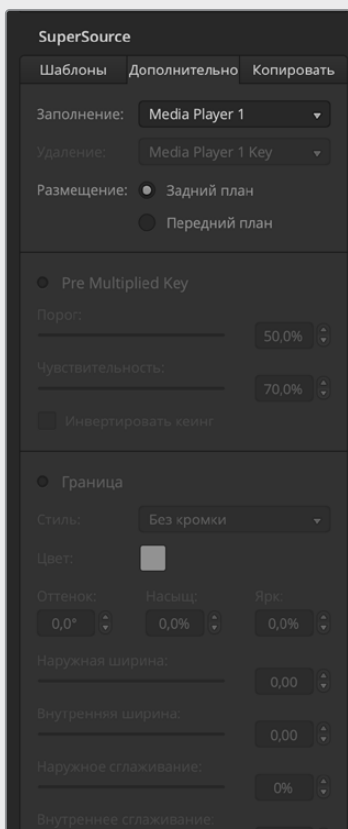 SuperSource
Шаблоны Дополнительно Копировать
Заполнение: Media Player 1
Удаление: Media Player 1 Key
Размещение: Задний план
Передний план
Pre Multiplied Key
Порог:
50,0%
Чувствительность:
70,0%
Инвертировать кеинг
Граница
Стиль: Без кромки
Цвет:
Оттенок: Насыщ: Ярк:
0,0° 0,0% 0,0%
Наружная ширина:
0,00
Внутренняя ширина:
0,00
Наружное сглаживание:
0%
Внутреннее сглаживание: